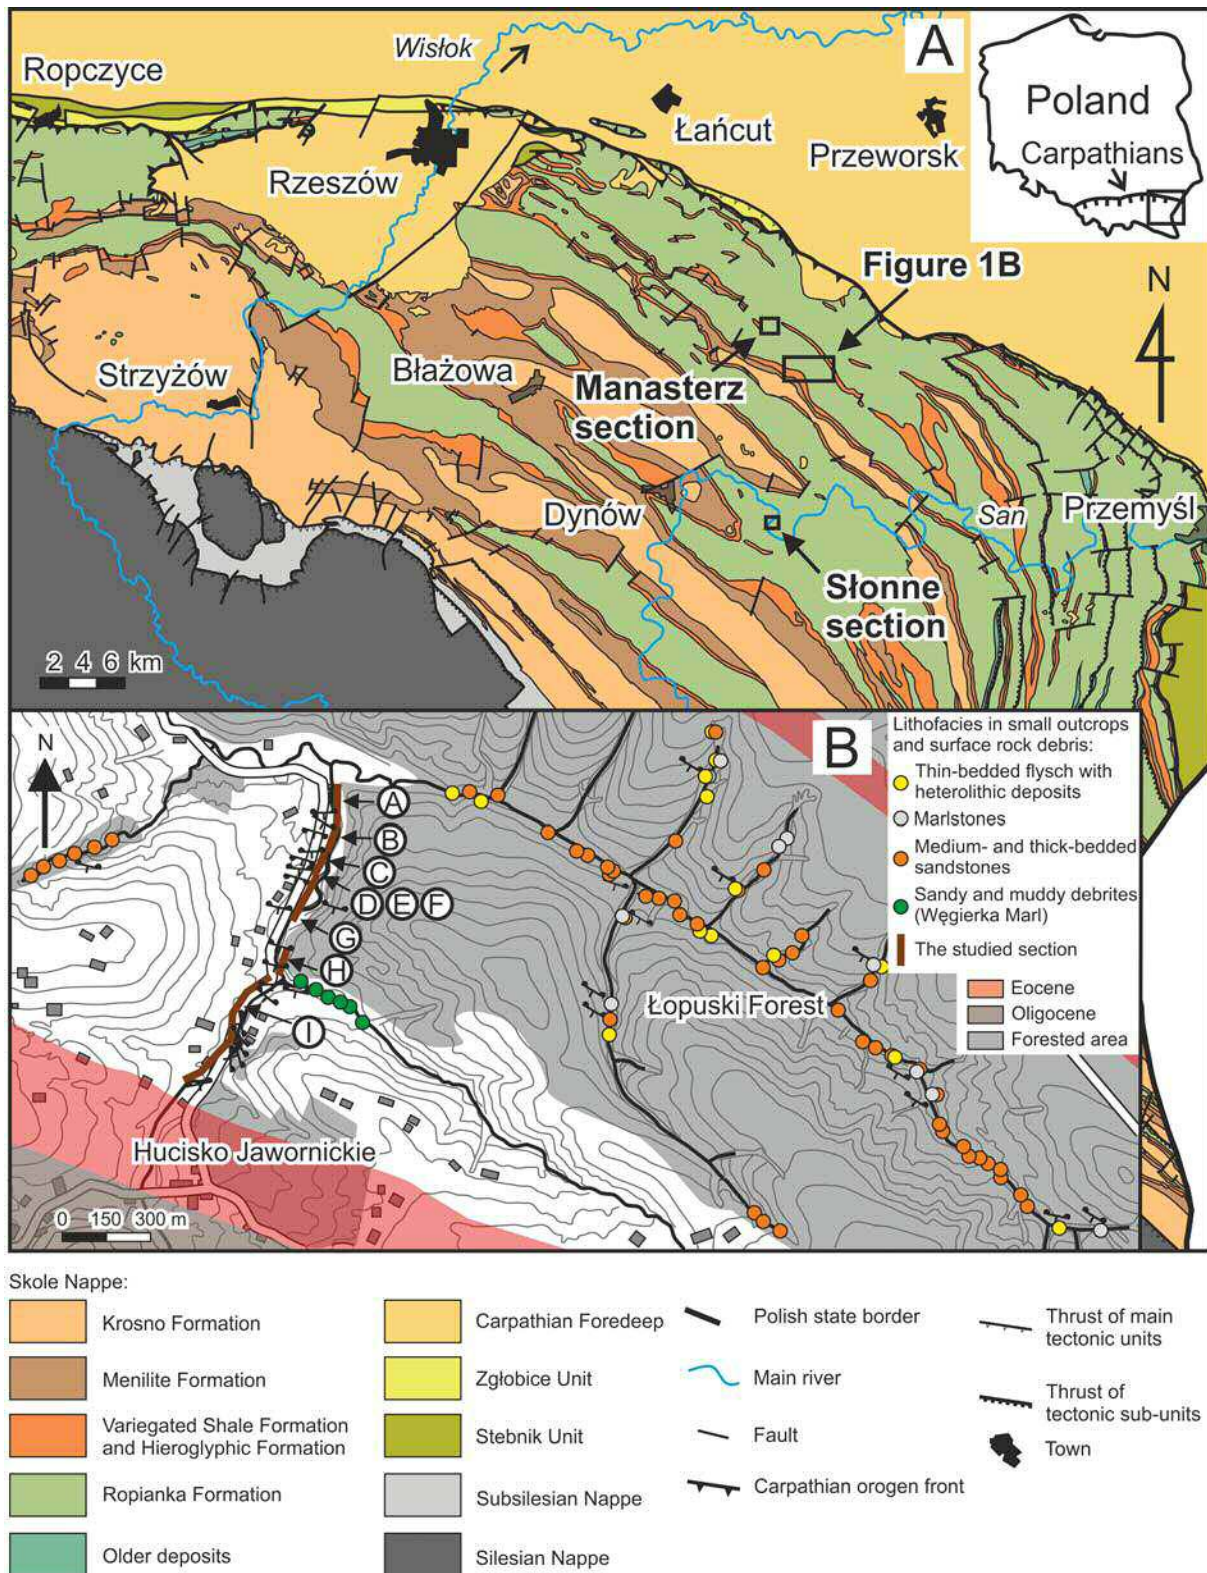 A
Ropczyce
Wisłok
Łańcut
Przeworsk
Rzeszów
Poland
Carpathians
Figure 1B
N
Strzyżów
Błażowa
Manasterz
section
Dynów
San
Przemyśl
Słonne
section
2 4 6 km
B
N
Lithofacies in small outcrops
and surface rock debris:
Thin-bedded flysch with
heterolithic deposits
Marlstones
Medium- and thick-bedded
sandstones
Sandy and muddy debrites
(Węgierka Marl)
The studied section
Eocene
Oligocene
Forested area
A
B
C
D E F
G
H
I
Łopuski Forest
Hucisko Jawornickie
0 150 300 m
Skole Nappe:
Krosno Formation
Menilite Formation
Variegated Shale Formation
and Hieroglyphic Formation
Ropianka Formation
Older deposits
Carpathian Foredeep
Zgłobice Unit
Stebnik Unit
Subsilesian Nappe
Silesian Nappe
Polish state border
Main river
Fault
Carpathian orogen front
Thrust of main
tectonic units
Thrust of
tectonic sub-units
Town